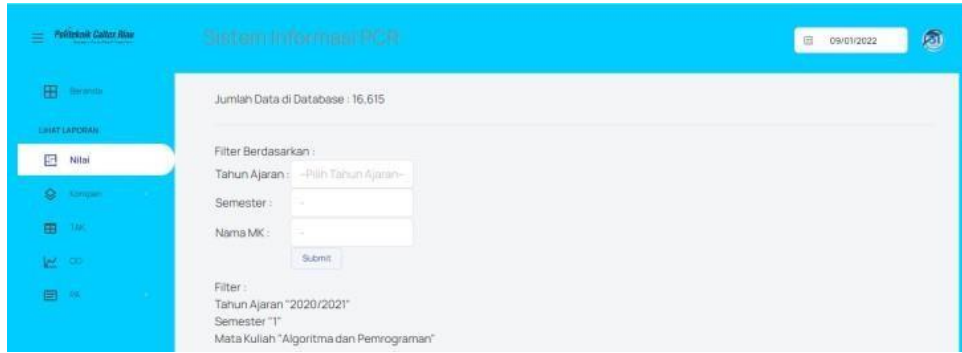 Politeknik Caltex Riau
Sistem Informasi PCR
09/01/2022
Beranda
Jumlah Data di Database : 16,615
LIHAT LAPORAN
Nilai
Filter Berdasarkan :
Tahun Ajaran : --Pilih Tahun Ajaran--
Kompen
Semester : -
TAK
Nama MK : -
Submit
Filter :
Tahun Ajaran "2020/2021"
Semester "1"
Mata Kuliah "Algoritma dan Pemrograman"